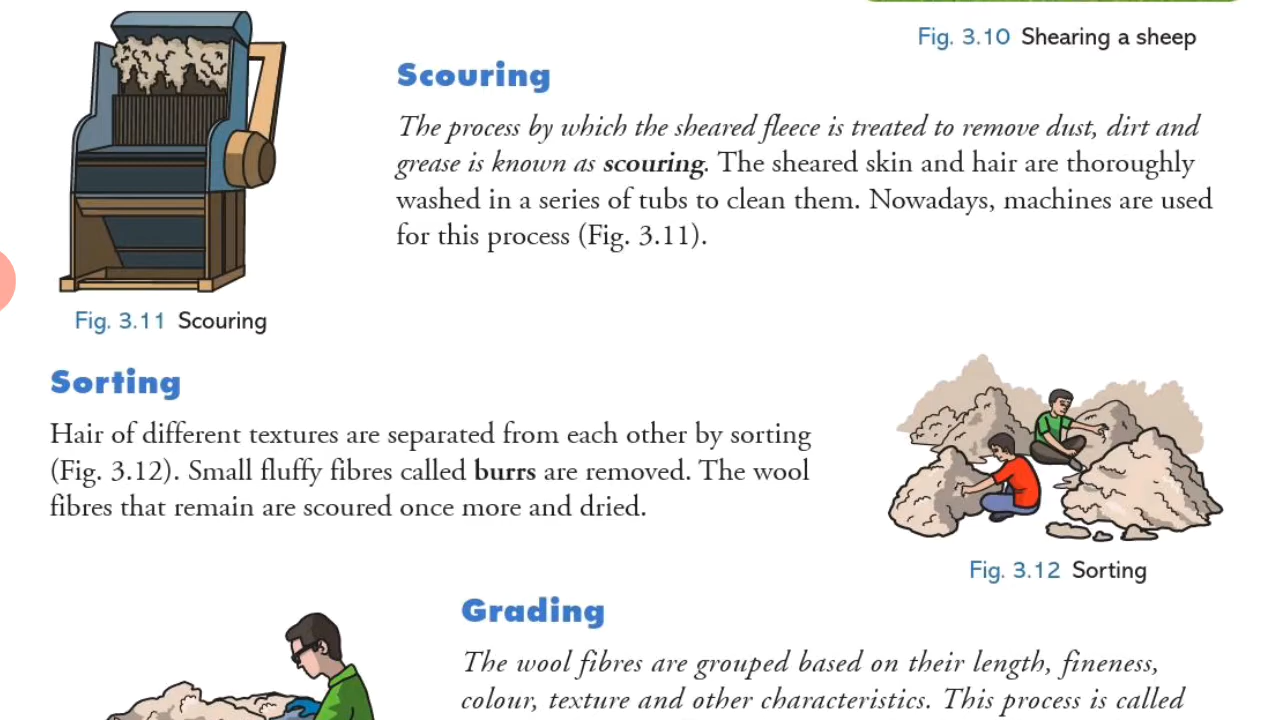 Fig. 3.10 Shearing a sheep
Scouring
The process by which the sheared fleece is treated to remove dust, dirt and
grease is known as scouring. The sheared skin and hair are thoroughly
washed in a series of tubs to clean them. Nowadays, machines are used
for this process (Fig. 3.11).
Fig. 3.11 Scouring
Sorting
Hair of different textures are separated from each other by sorting
(Fig. 3.12). Small fluffy fibres called burrs are removed. The wool
fibres that remain are scoured once more and dried.
Fig. 3.12 Sorting
Grading
The wool fibres are grouped based on their length, fineness,
colour, texture and other characteristics. This process is called